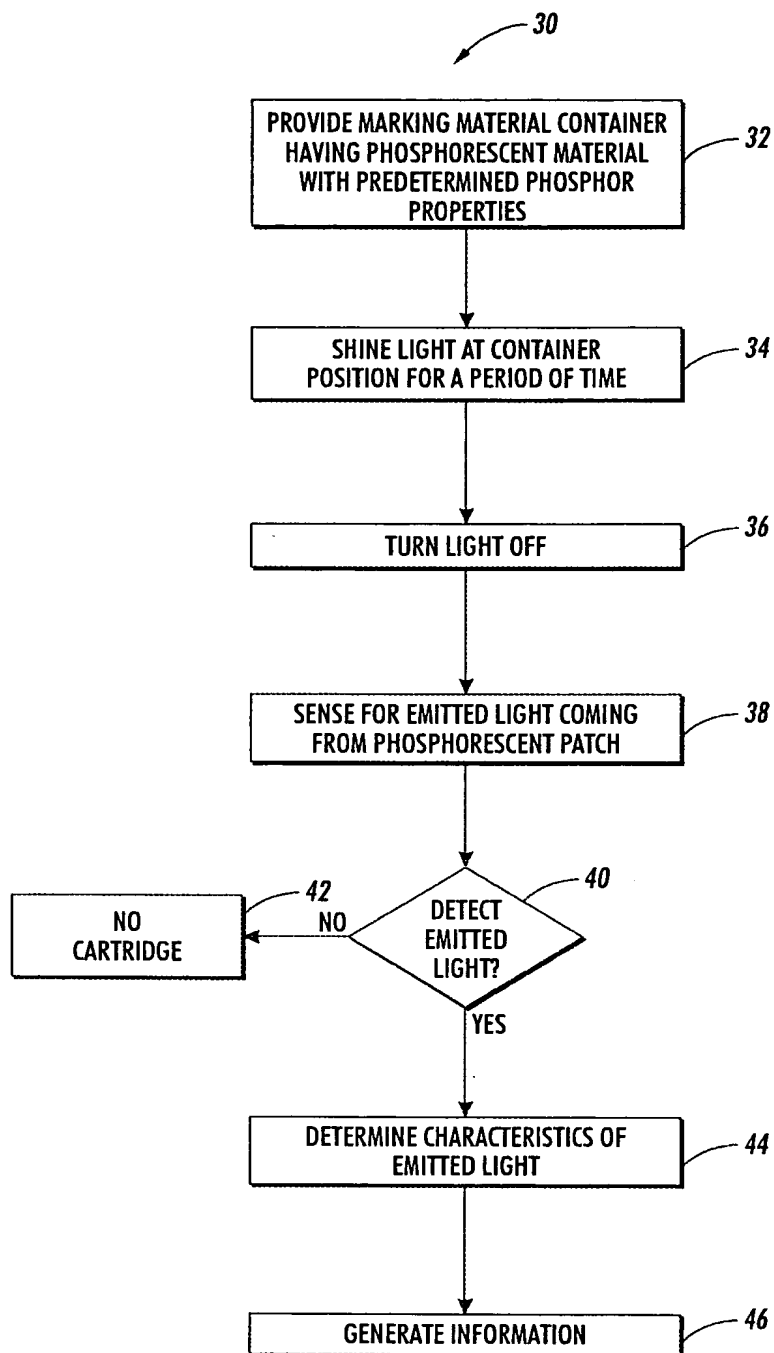 30
PROVIDE MARKING MATERIAL CONTAINER
HAVING PHOSPHORESCENT MATERIAL
WITH PREDETERMINED PHOSPHOR
PROPERTIES
32
SHINE LIGHT AT CONTAINER
POSITION FOR A PERIOD OF TIME
34
TURN LIGHT OFF
36
SENSE FOR EMITTED LIGHT COMING
FROM PHOSPHORESCENT PATCH
38
DETECT
EMITTED
LIGHT?
40
NO
NO
CARTRIDGE
42
YES
DETERMINE CHARACTERISTICS OF
EMITTED LIGHT
44
GENERATE INFORMATION
46